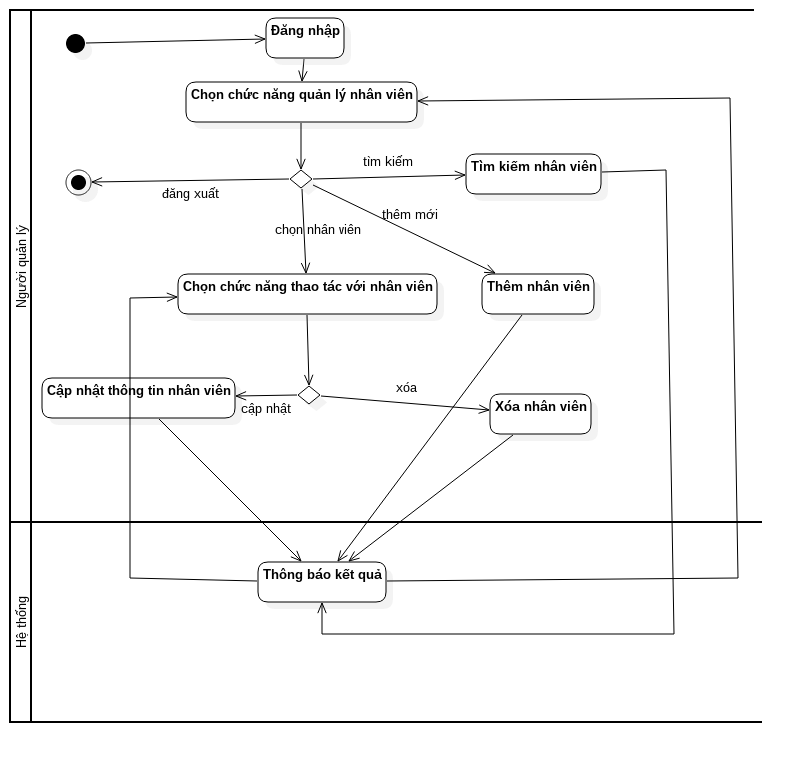 Đăng nhập
Chọn chức năng quản lý nhân viên
tìm kiếm
Tìm kiếm nhân viên
đăng xuất
thêm mới
chọn nhân viên
Người quản lý
Chọn chức năng thao tác với nhân viên
Thêm nhân viên
Cập nhật thông tin nhân viên
xóa
cập nhật
Xóa nhân viên
Thông báo kết quả
Hệ thống